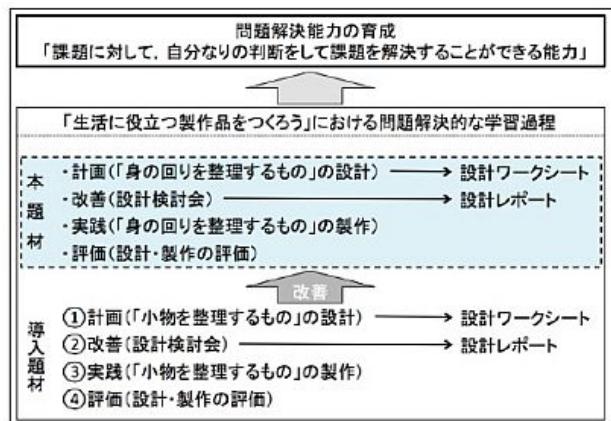 問題解決能力の育成
「課題に対して，自分なりの判断をして課題を解決することができる能力」
「生活に役立つ製作品をつくろう」における問題解決的な学習過程
本題材
・計画(「身の回りを整理するもの」の設計) 設計ワークシート
・改善(設計検討会) 設計レポート
・実践(「身の回りを整理するもの」の製作)
・評価(設計・製作の評価)
改善
導入題材
①計画(「小物を整理するもの」の設計) 設計ワークシート
②改善(設計検討会) 設計レポート
③実践(「小物を整理するもの」の製作)
④評価(設計・製作の評価)